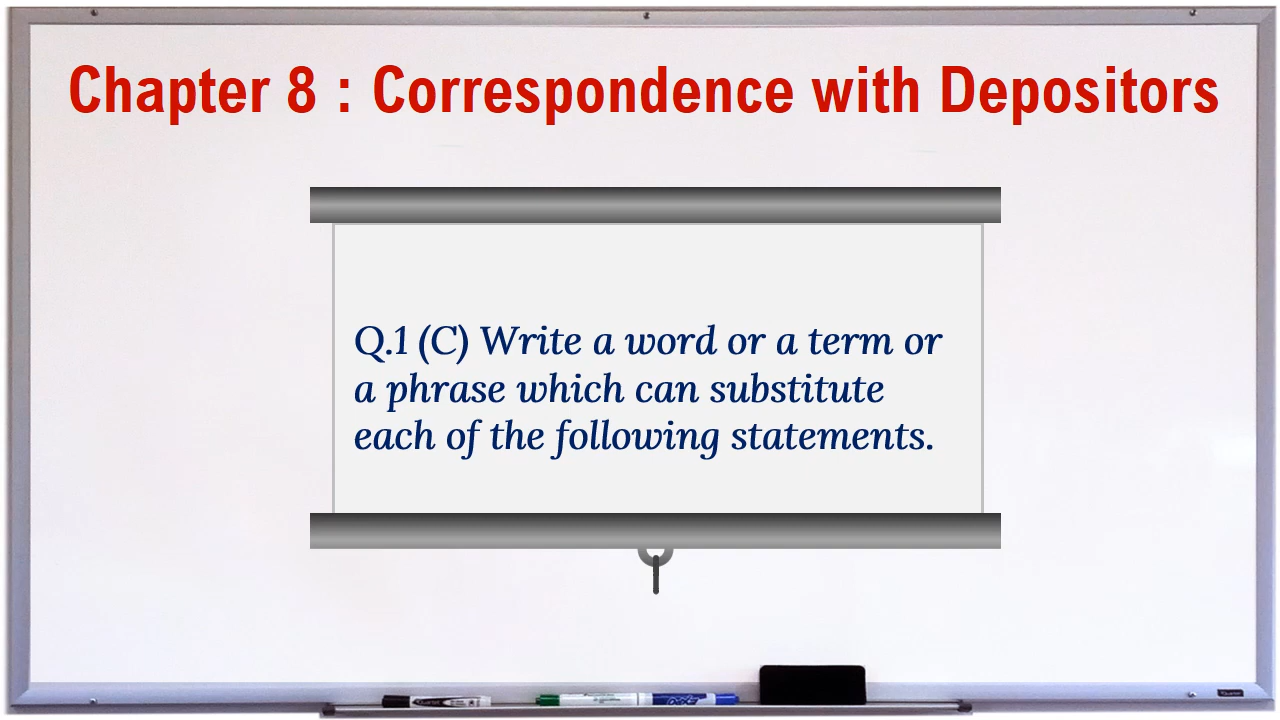 Chapter 8 : Correspondence with Depositors
Q.1 (C) Write a word or a term or
a phrase which can substitute
each of the following statements.